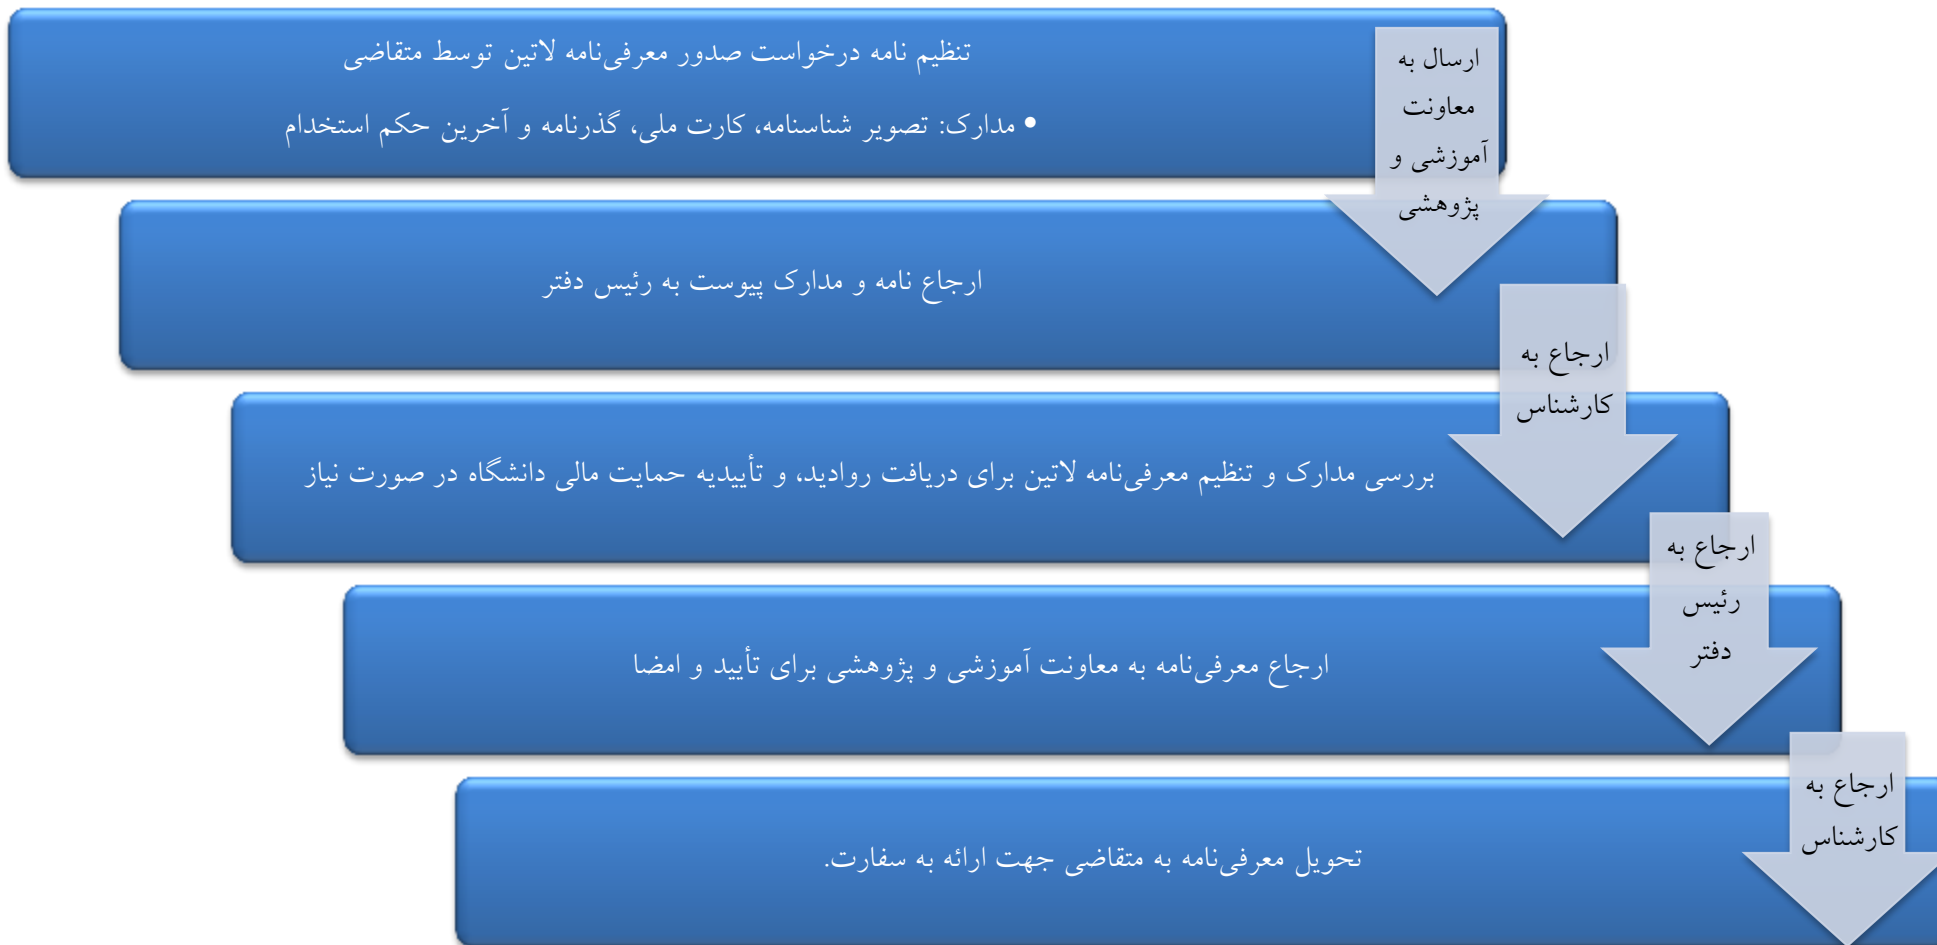 تنظیم نامه درخواست صدور معرفی‌نامه لاتین توسط متقاضی
• مدارک: تصویر شناسنامه، کارت ملی، گذرنامه و آخرین حکم استخدام
ارسال به
معاونت
آموزشی و
پژوهشی
ارجاع نامه و مدارک پیوست به رئیس دفتر
ارجاع به
کارشناس
بررسی مدارک و تنظیم معرفی‌نامه لاتین برای دریافت روادید، و تأییدیه حمایت مالی دانشگاه در صورت نیاز
ارجاع به
رئیس
دفتر
ارجاع معرفی‌نامه به معاونت آموزشی و پژوهشی برای تأیید و امضا
ارجاع به
کارشناس
تحویل معرفی‌نامه به متقاضی جهت ارائه به سفارت.